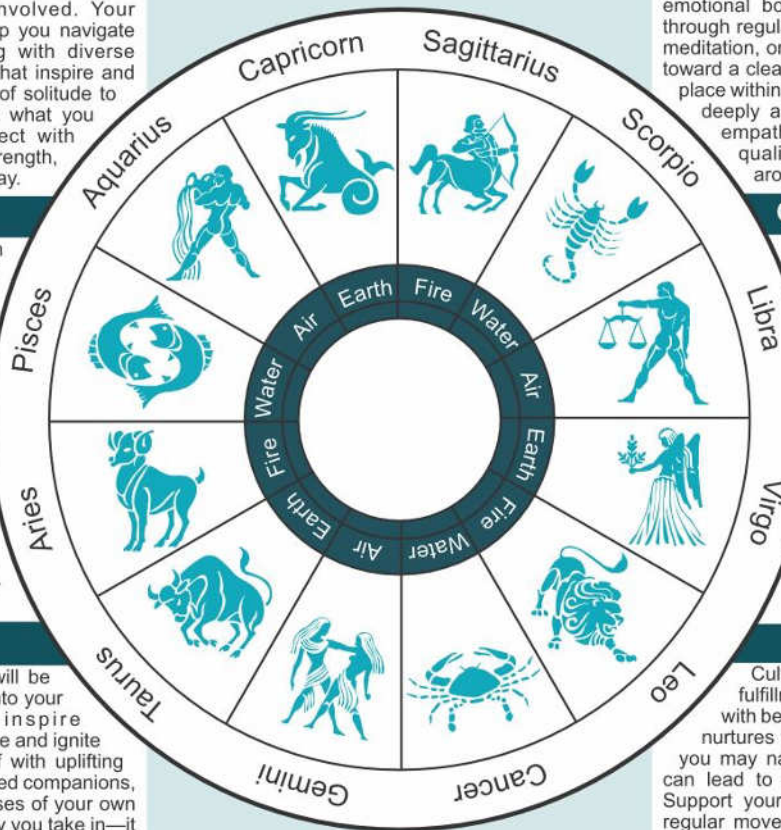 nvolved. Your
p you navigate
g with diverse
hat inspire and
of solitude to
what you
ect with
rength,
ay.
emotional bo
through regul
meditation, or
toward a clea
place within
deeply a
empat
quali
aro
Capricorn
Sagittarius
Aquarius
Scorpio
Pisces
Libra
Aries
Virgo
Taurus
Leo
Gemini
Cancer
Earth
Fire
Air
Water
Water
Air
Fire
Earth
Earth
Fire
Air
Water
will be
nto your
inspire
e and ignite
f with uplifting
ed companions,
ses of your own
y you take in—it
Cul
fulfillr
with be
nurtures
you may na
can lead to
Support your
regular move